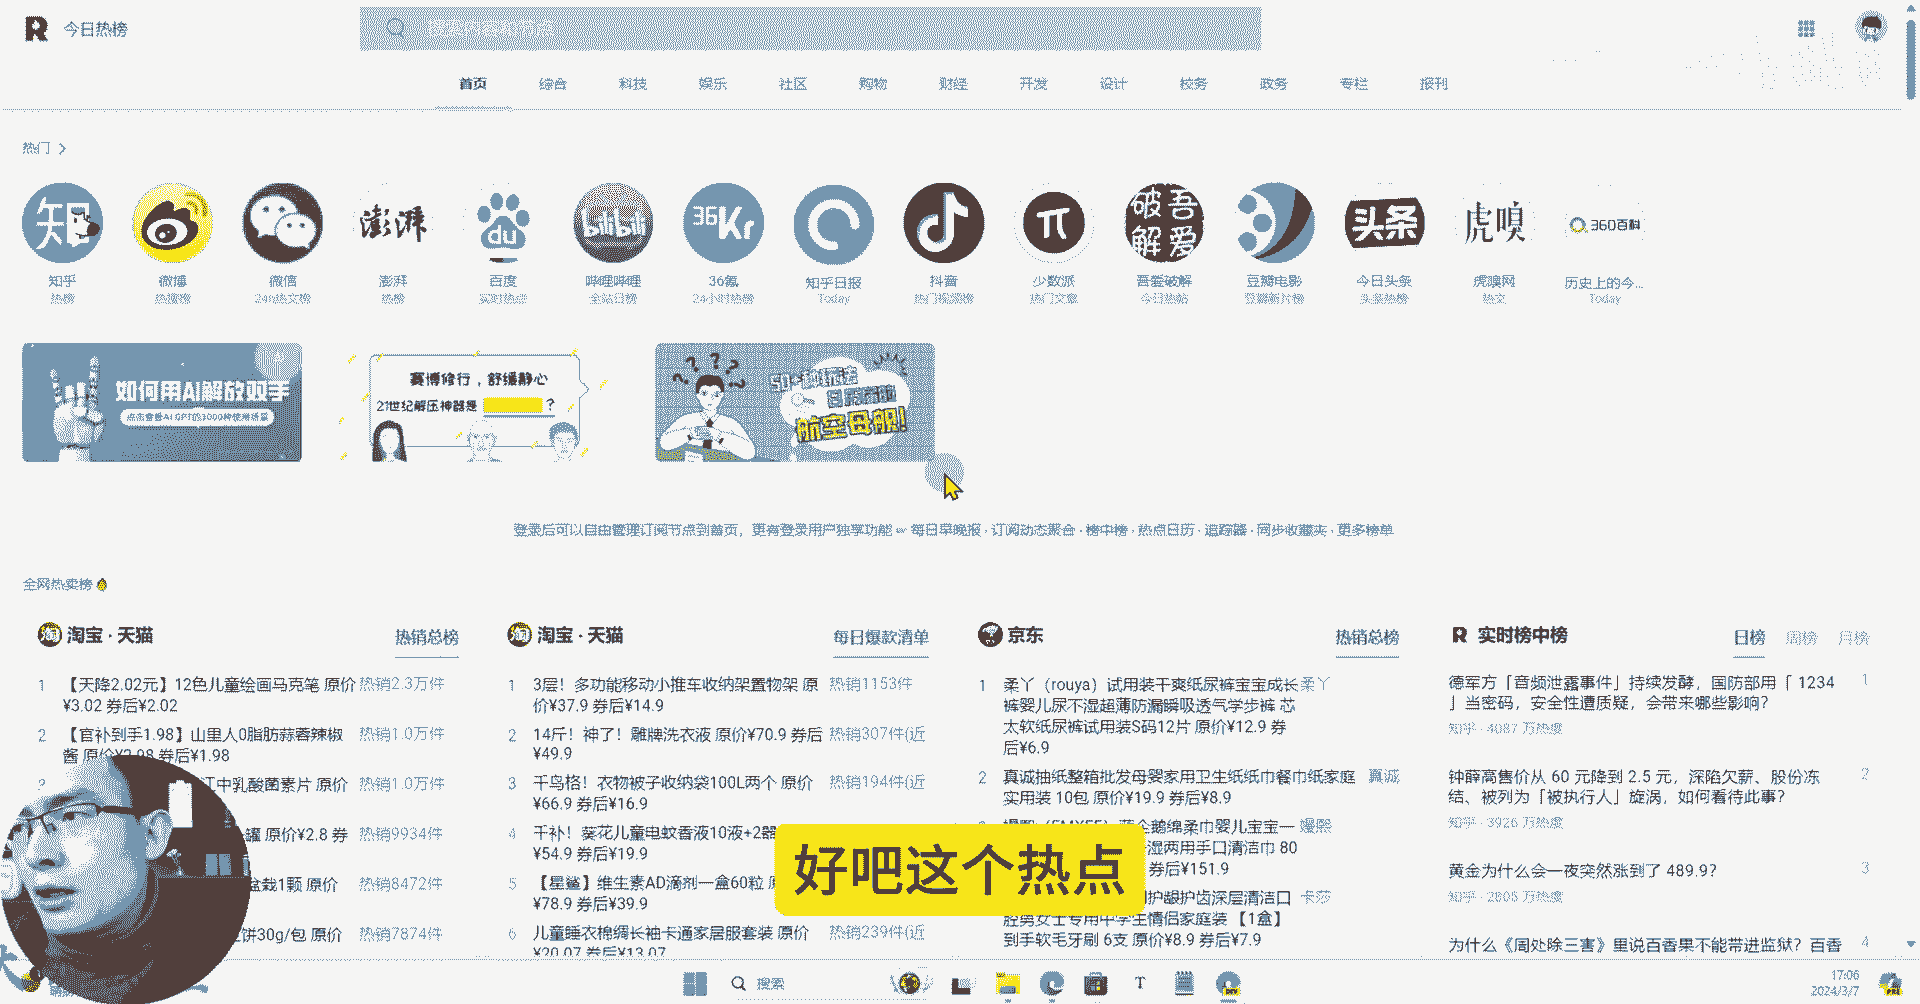 今日热榜
搜索内容和节点
首页 综合 科技 娱乐 社区 购物 财经 开发 设计 校务 政务 专栏 报刊
热门
知
澎湃
du
bilibili
36Kr
吾爱破解
头条
虎嗅
360百科
知乎 微博 微信 澎湃 百度 哔哩哔哩 36氪 知乎日报 抖音 少数派 吾爱破解 豆瓣电影 今日头条 虎嗅网 历史上的今...
热榜 热搜榜 24h热文榜 热榜 实时热点 全站日榜 24小时热榜 Today 热门视频榜 热门文章 今日热帖 豆瓣新片榜 头条热榜 热文 Today
如何用AI解放双手
点击查看AI GPT的3000种使用场景
赛博修行，舒缓静心
21世纪解压神器是 ？
50+种玩法
航空母舰!
登录后可以自由管理订阅节点到首页，更有登录用户独享功能 － 每日早晚报 · 订阅动态聚合 · 榜中榜 · 热点日历 · 追踪器 · 同步收藏夹 · 更多榜单
全网热卖榜
淘宝 · 天猫 热销总榜
1 【天降2.02元】12色儿童绘画马克笔 原价 热销2.3万件
¥3.02 券后¥2.02
2 【官补到手1.98】山里人0脂肪蒜蓉辣椒 热销1.0万件
酱 原价¥2.98 券后¥1.98
江中乳酸菌素片 原价 热销1.0万件
罐 原价¥2.8 券 热销9934件
盆栽1颗 原价 热销8472件
饼30g/包 原价 热销7874件
淘宝 · 天猫 每日爆款清单
1 3层！多功能移动小推车收纳架置物架 原 热销1153件
价¥37.9 券后¥14.9
2 14斤！神了！雕牌洗衣液 原价¥70.9 券后 热销307件(近
¥49.9
3 千鸟格！衣物被子收纳袋100L两个 原价 热销194件(近
¥66.9 券后¥16.9
4 千补！葵花儿童电蚊香液10液+2器
¥54.9 券后¥19.9
5 【星鲨】维生素AD滴剂一盒60粒
¥78.9 券后¥39.9
6 儿童睡衣棉绸长袖卡通家居服套装 原价 热销239件(近
¥20.07 券后¥13.07
京东 热销总榜
1 柔丫（rouya）试用装干爽纸尿裤宝宝成长 柔丫
裤婴儿尿不湿超薄防漏瞬吸透气学步裤 芯
太软纸尿裤试用装S码12片 原价¥12.9 券
后¥6.9
2 真诚抽纸整箱批发母婴家用卫生纸纸巾餐巾纸家庭 真诚
实用装 10包 原价¥19.9 券后¥8.9
嫚熙（EMXEE）蓝企鹅绵柔巾婴儿宝宝一 嫚熙
湿两用手口清洁巾 80
券后¥151.9
护龈护齿深层清洁口 卡莎
腔男女士专用中学生情侣家庭装 【1盒】
到手软毛牙刷 6支 原价¥8.9 券后¥7.9
实时榜中榜 日榜 周榜 月榜
德军方「音频泄露事件」持续发酵，国防部用「 1234 1
」当密码，安全性遭质疑，会带来哪些影响？
知乎 · 4087 万热度
钟薛高售价从 60 元降到 2.5 元，深陷欠薪、股份冻 2
结、被列为「被执行人」旋涡，如何看待此事？
知乎 · 3926 万热度
黄金为什么会一夜突然涨到了 489.9？ 3
知乎 · 2805 万热度
为什么《周处除三害》里说百香果不能带进监狱？百香 4
好吧这个热点
搜索
17:06
2024/3/7